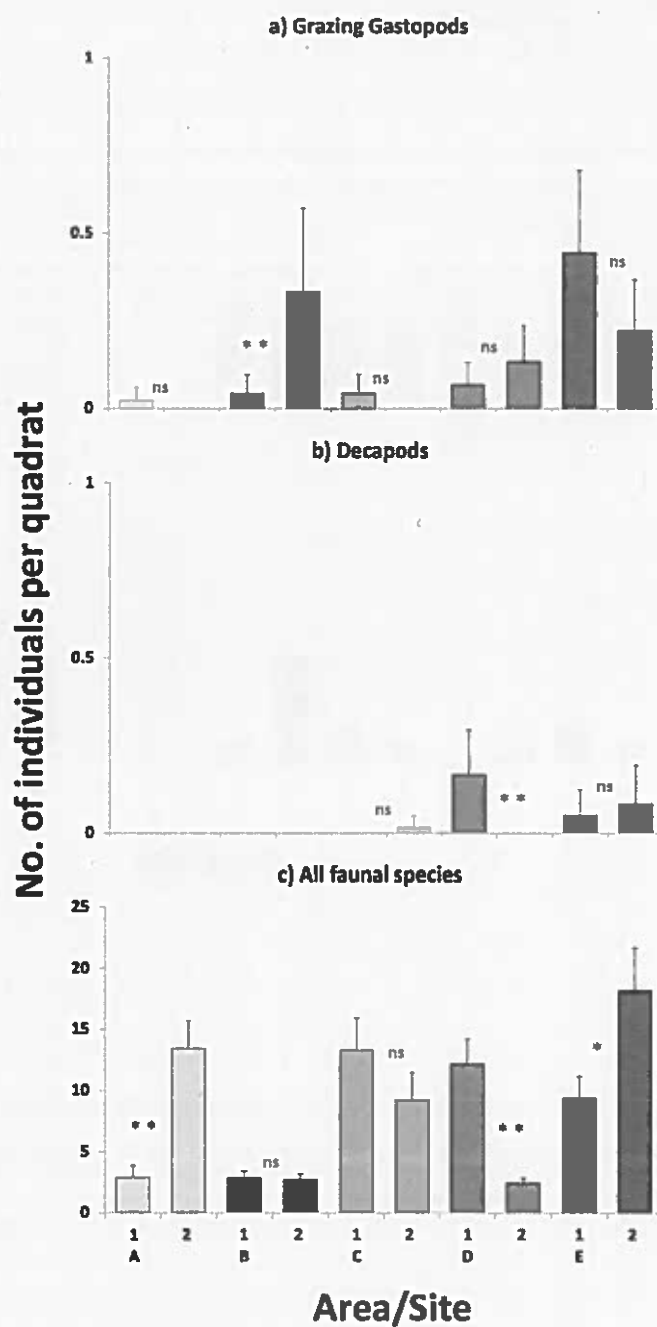 a) Grazing Gastopods
1
0.5
0
ns
* *
ns
ns
ns
b) Decapods
1
0.5
0
ns
* *
ns
No. of individuals per quadrat
c) All faunal species
25
20
15
10
5
0
* *
ns
ns
* *
*
1 2 1 2 1 2 1 2 1 2
A B C D E
Area/Site